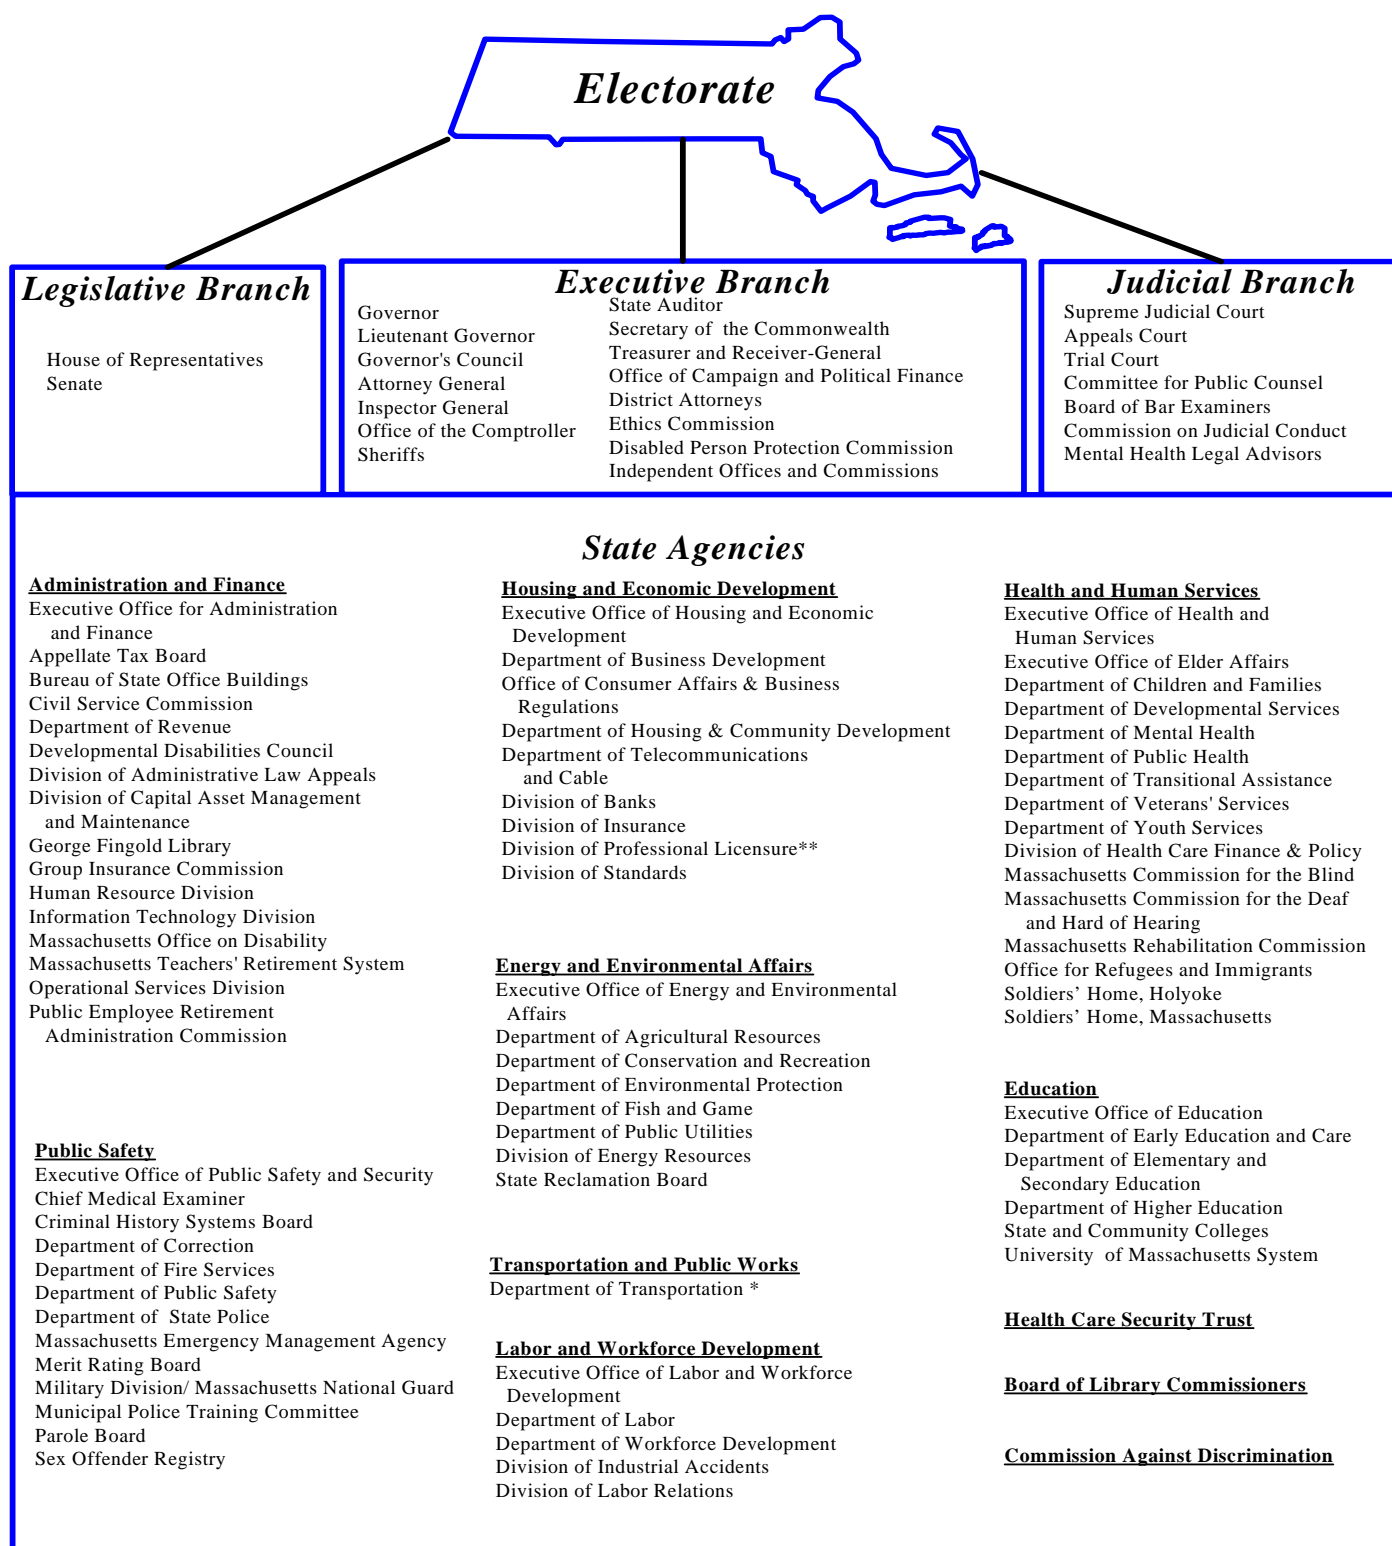 Electorate
Legislative Branch
House of Representatives
Senate
Executive Branch
Governor
Lieutenant Governor
Governor's Council
Attorney General
Inspector General
Office of the Comptroller
Sheriffs
State Auditor
Secretary of the Commonwealth
Treasurer and Receiver-General
Office of Campaign and Political Finance
District Attorneys
Ethics Commission
Disabled Person Protection Commission
Independent Offices and Commissions
Judicial Branch
Supreme Judicial Court
Appeals Court
Trial Court
Committee for Public Counsel
Board of Bar Examiners
Commission on Judicial Conduct
Mental Health Legal Advisors
State Agencies
Administration and Finance
Executive Office for Administration
and Finance
Appellate Tax Board
Bureau of State Office Buildings
Civil Service Commission
Department of Revenue
Developmental Disabilities Council
Division of Administrative Law Appeals
Division of Capital Asset Management
and Maintenance
George Fingold Library
Group Insurance Commission
Human Resource Division
Information Technology Division
Massachusetts Office on Disability
Massachusetts Teachers' Retirement System
Operational Services Division
Public Employee Retirement
Administration Commission
Public Safety
Executive Office of Public Safety and Security
Chief Medical Examiner
Criminal History Systems Board
Department of Correction
Department of Fire Services
Department of Public Safety
Department of State Police
Massachusetts Emergency Management Agency
Merit Rating Board
Military Division/ Massachusetts National Guard
Municipal Police Training Committee
Parole Board
Sex Offender Registry
Housing and Economic Development
Executive Office of Housing and Economic
Development
Department of Business Development
Office of Consumer Affairs & Business
Regulations
Department of Housing & Community Development
Department of Telecommunications
and Cable
Division of Banks
Division of Insurance
Division of Professional Licensure**
Division of Standards
Energy and Environmental Affairs
Executive Office of Energy and Environmental
Affairs
Department of Agricultural Resources
Department of Conservation and Recreation
Department of Environmental Protection
Department of Fish and Game
Department of Public Utilities
Division of Energy Resources
State Reclamation Board
Transportation and Public Works
Department of Transportation *
Labor and Workforce Development
Executive Office of Labor and Workforce
Development
Department of Labor
Department of Workforce Development
Division of Industrial Accidents
Division of Labor Relations
Health and Human Services
Executive Office of Health and
Human Services
Executive Office of Elder Affairs
Department of Children and Families
Department of Developmental Services
Department of Mental Health
Department of Public Health
Department of Transitional Assistance
Department of Veterans' Services
Department of Youth Services
Division of Health Care Finance & Policy
Massachusetts Commission for the Blind
Massachusetts Commission for the Deaf
and Hard of Hearing
Massachusetts Rehabilitation Commission
Office for Refugees and Immigrants
Soldiers’ Home, Holyoke
Soldiers’ Home, Massachusetts
Education
Executive Office of Education
Department of Early Education and Care
Department of Elementary and
Secondary Education
Department of Higher Education
State and Community Colleges
University of Massachusetts System
Health Care Security Trust
Board of Library Commissioners
Commission Against Discrimination